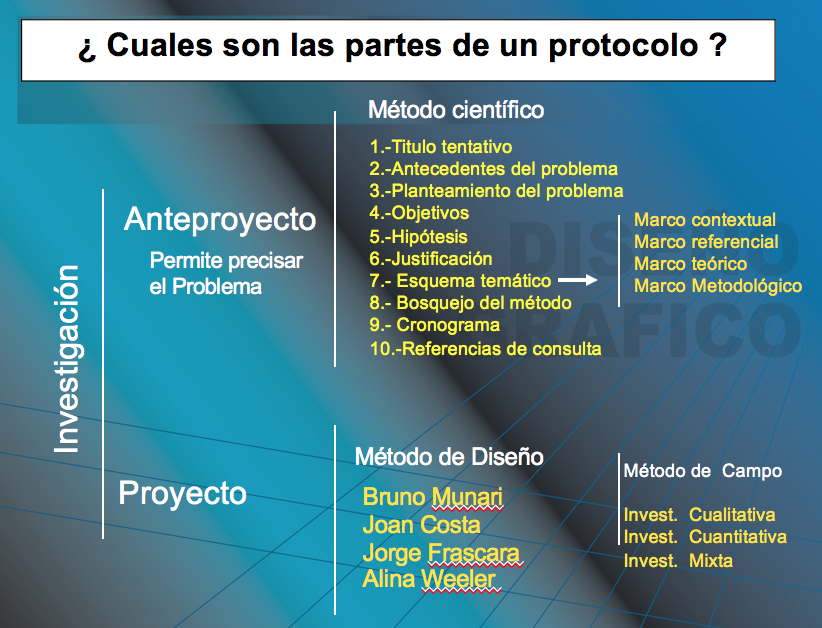 ¿ Cuales son las partes de un protocolo ?
Investigación
Anteproyecto
Permite precisar
el Problema
Método científico
1.-Titulo tentativo
2.-Antecedentes del problema
3.-Planteamiento del problema
4.-Objetivos
5.-Hipótesis
6.-Justificación
7.- Esquema temático
8.- Bosquejo del método
9.- Cronograma
10.-Referencias de consulta
Marco contextual
Marco referencial
Marco teórico
Marco Metodológico
DISEÑO
GRAFICO
Proyecto
Método de Diseño
Bruno Munari
Joan Costa
Jorge Frascara
Alina Weeler
Método de  Campo
Invest.  Cualitativa
Invest.  Cuantitativa
Invest.  Mixta